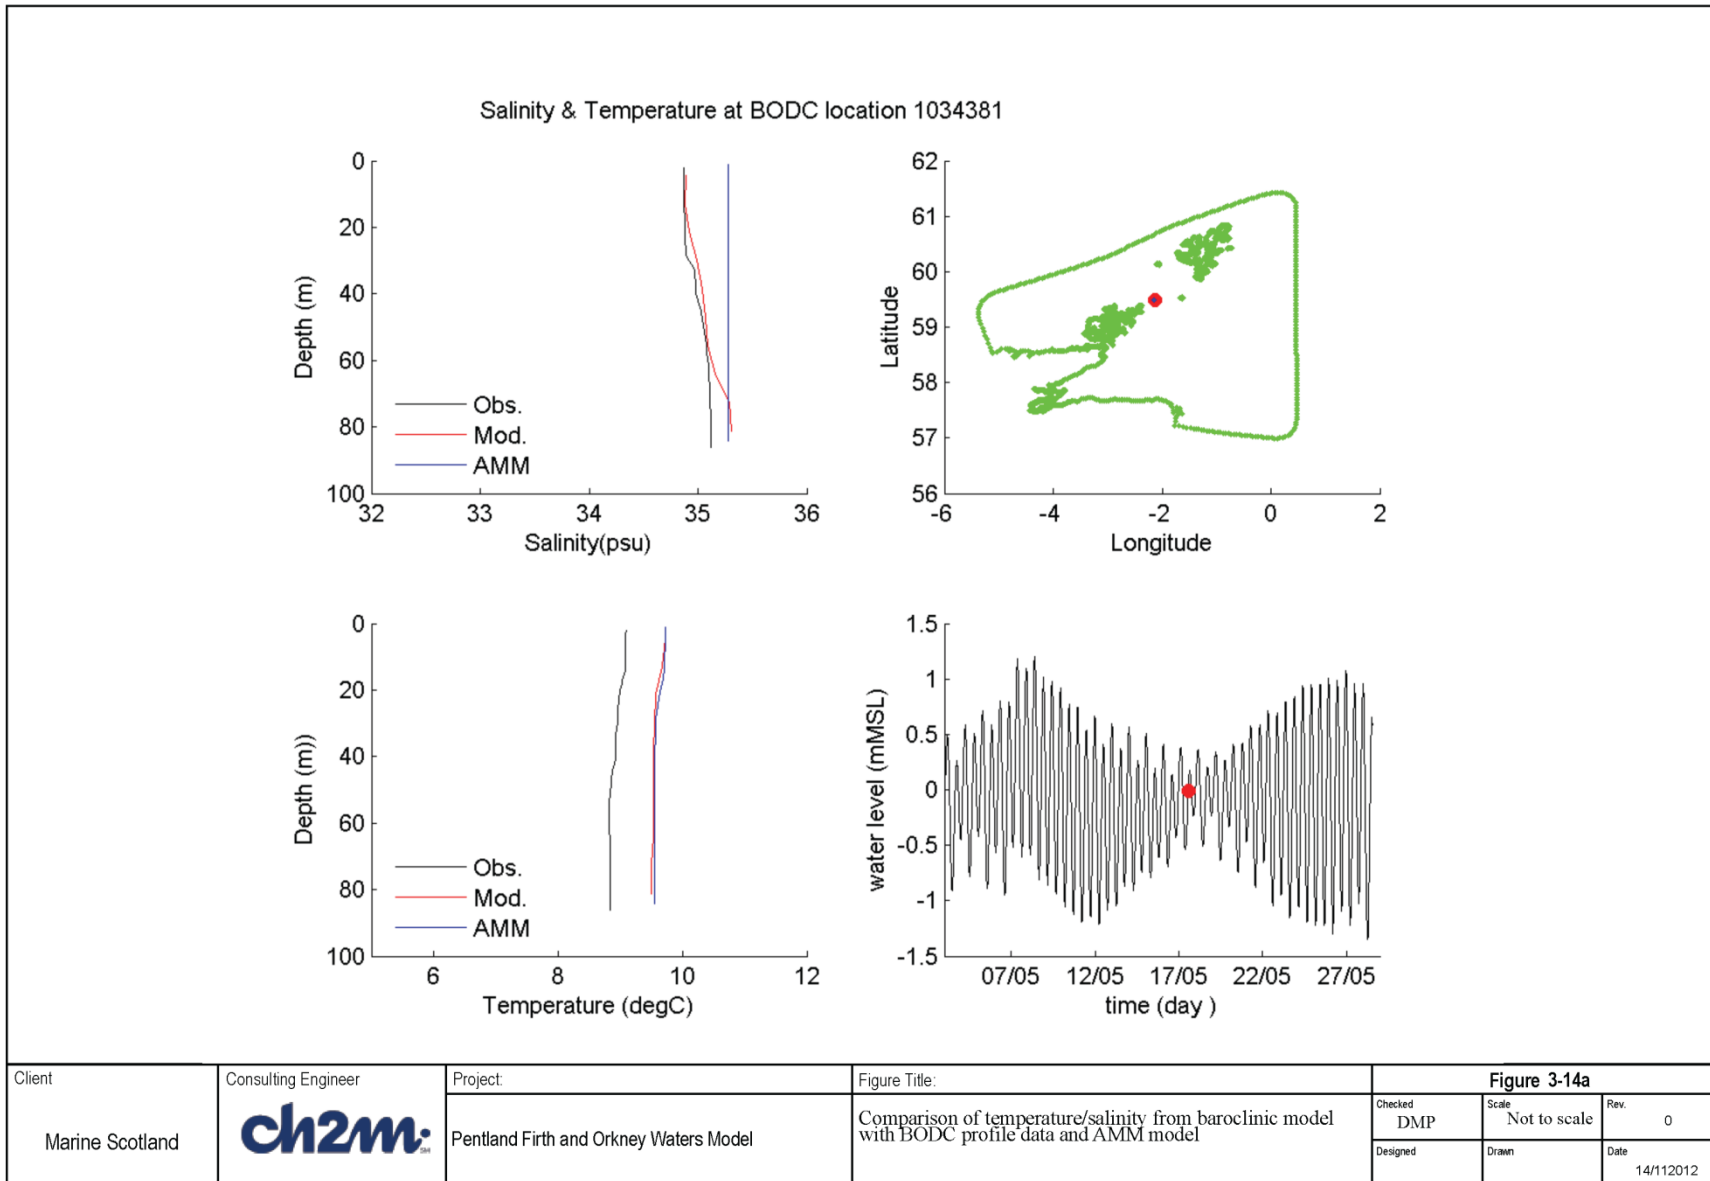 Salinity & Temperature at BODC location 1034381
0
20
40
60
80
100
Depth (m)
Obs.
Mod.
AMM
32
33
34
35
36
Salinity(psu)
62
61
60
59
58
57
56
Latitude
-6
-4
-2
0
2
Longitude
0
20
40
60
80
100
Depth (m))
Obs.
Mod.
AMM
6
8
10
12
Temperature (degC)
1.5
1
0.5
0
-0.5
-1
-1.5
water level (mMSL)
07/05
12/05
17/05
22/05
27/05
time (day )
Client
Marine Scotland
Consulting Engineer
ch2m:
SM
Project:
Pentland Firth and Orkney Waters Model
Figure Title:
Comparison of temperature/salinity from baroclinic model
with BODC profile data and AMM model
Figure 3-14a
Checked
DMP
Scale
Not to scale
Rev.
0
Designed
Drawn
Date
14/112012